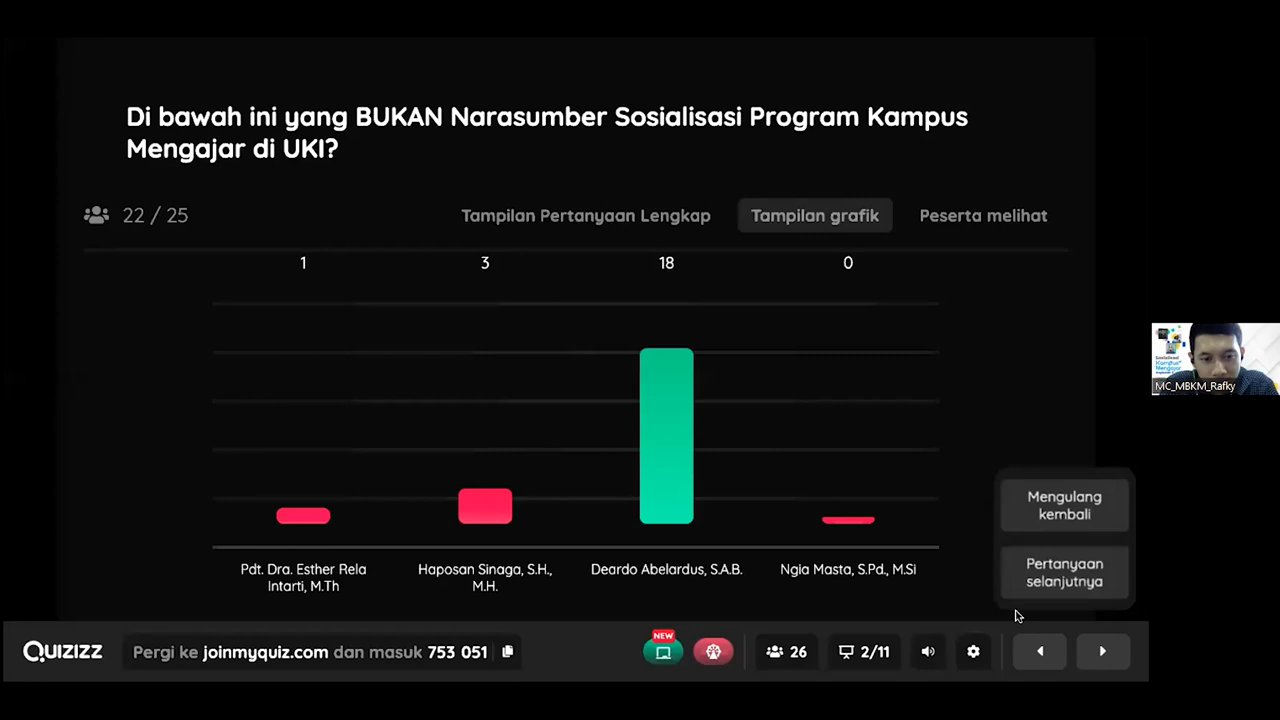 Di bawah ini yang BUKAN Narasumber Sosialisasi Program Kampus
Mengajar di UKI?
22 / 25
Tampilan Pertanyaan Lengkap
Tampilan grafik
Peserta melihat
1
3
18
0
Pdt. Dra. Esther Rela
Intarti, M.Th
Haposan Sinaga, S.H.,
M.H.
Deardo Abelardus, S.A.B.
Ngia Masta, S.Pd., M.Si
Mengulang
kembali
Pertanyaan
selanjutnya
Kampus
Mengajar
MC_MBKM_Rafky
QUIZIZZ
Pergi ke joinmyquiz.com dan masuk 753 051
NEW
26
2/11